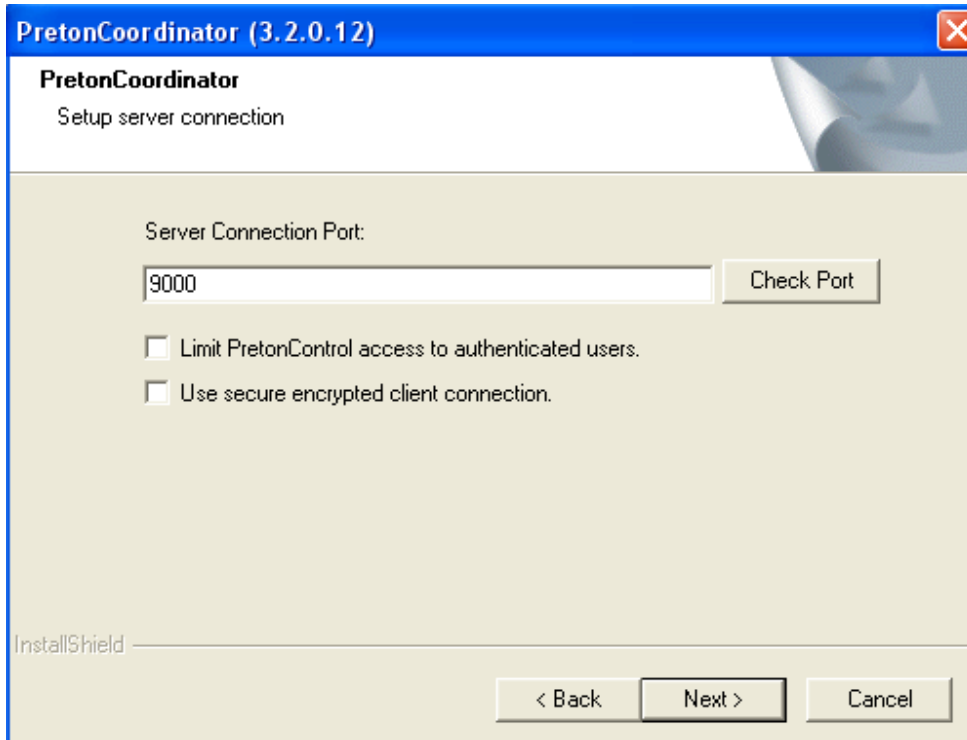 PretonCoordinator (3.2.0.12)
PretonCoordinator
Setup server connection
Server Connection Port:
9000
Check Port
Limit PretonControl access to authenticated users.
Use secure encrypted client connection.
InstallShield
< Back
Next >
Cancel